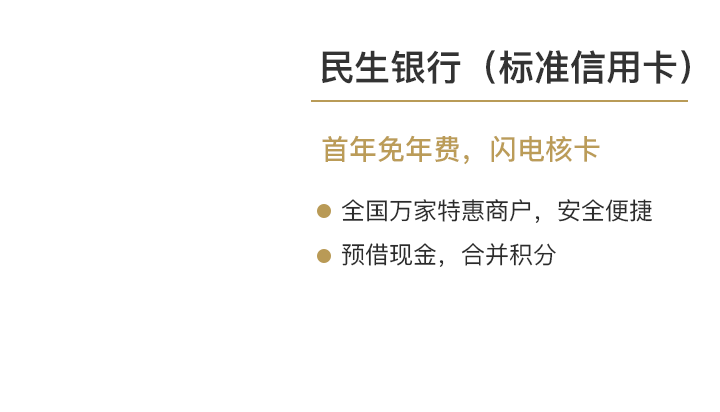 民生银行（标准信用卡）
首年免年费，闪电核卡
全国万家特惠商户，安全便捷
预借现金，合并积分